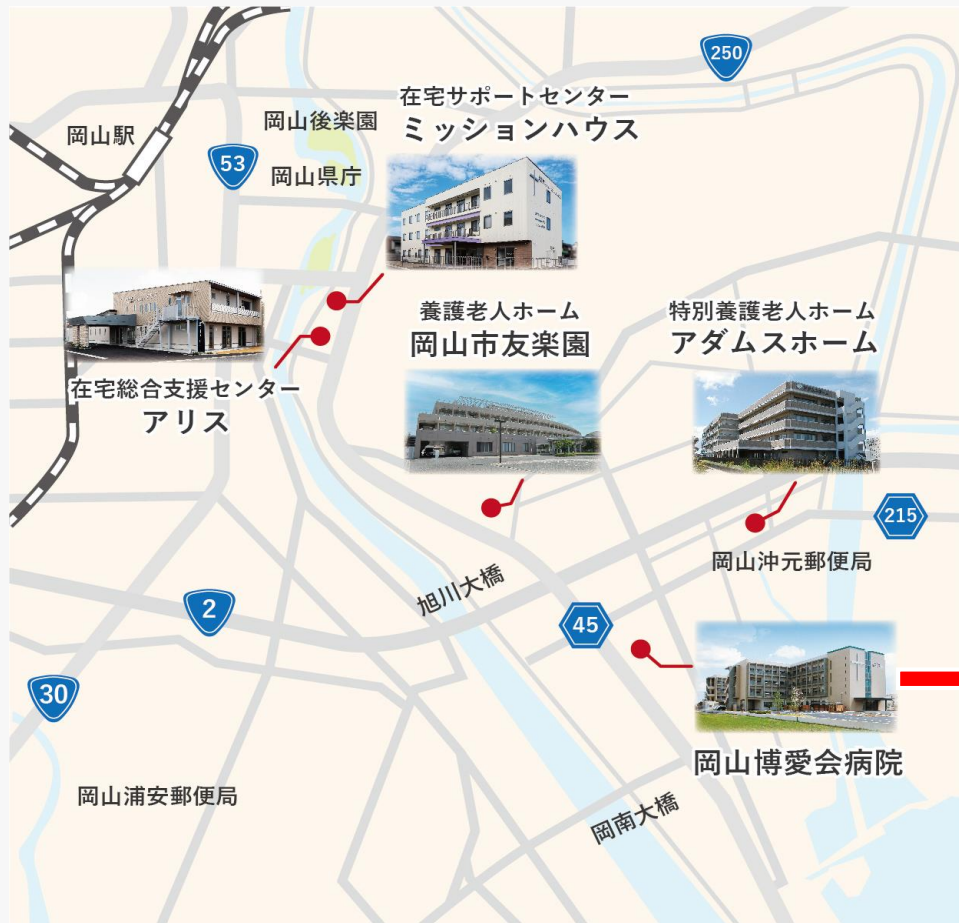 250
在宅サポートセンター
ミッションハウス
岡山駅
岡山後楽園
53
岡山県庁
養護老人ホーム
岡山市友楽園
特別養護老人ホーム
アダムスホーム
在宅総合支援センター
アリス
215
岡山沖元郵便局
旭川大橋
2
45
30
岡山博愛会病院
岡山浦安郵便局
岡南大橋